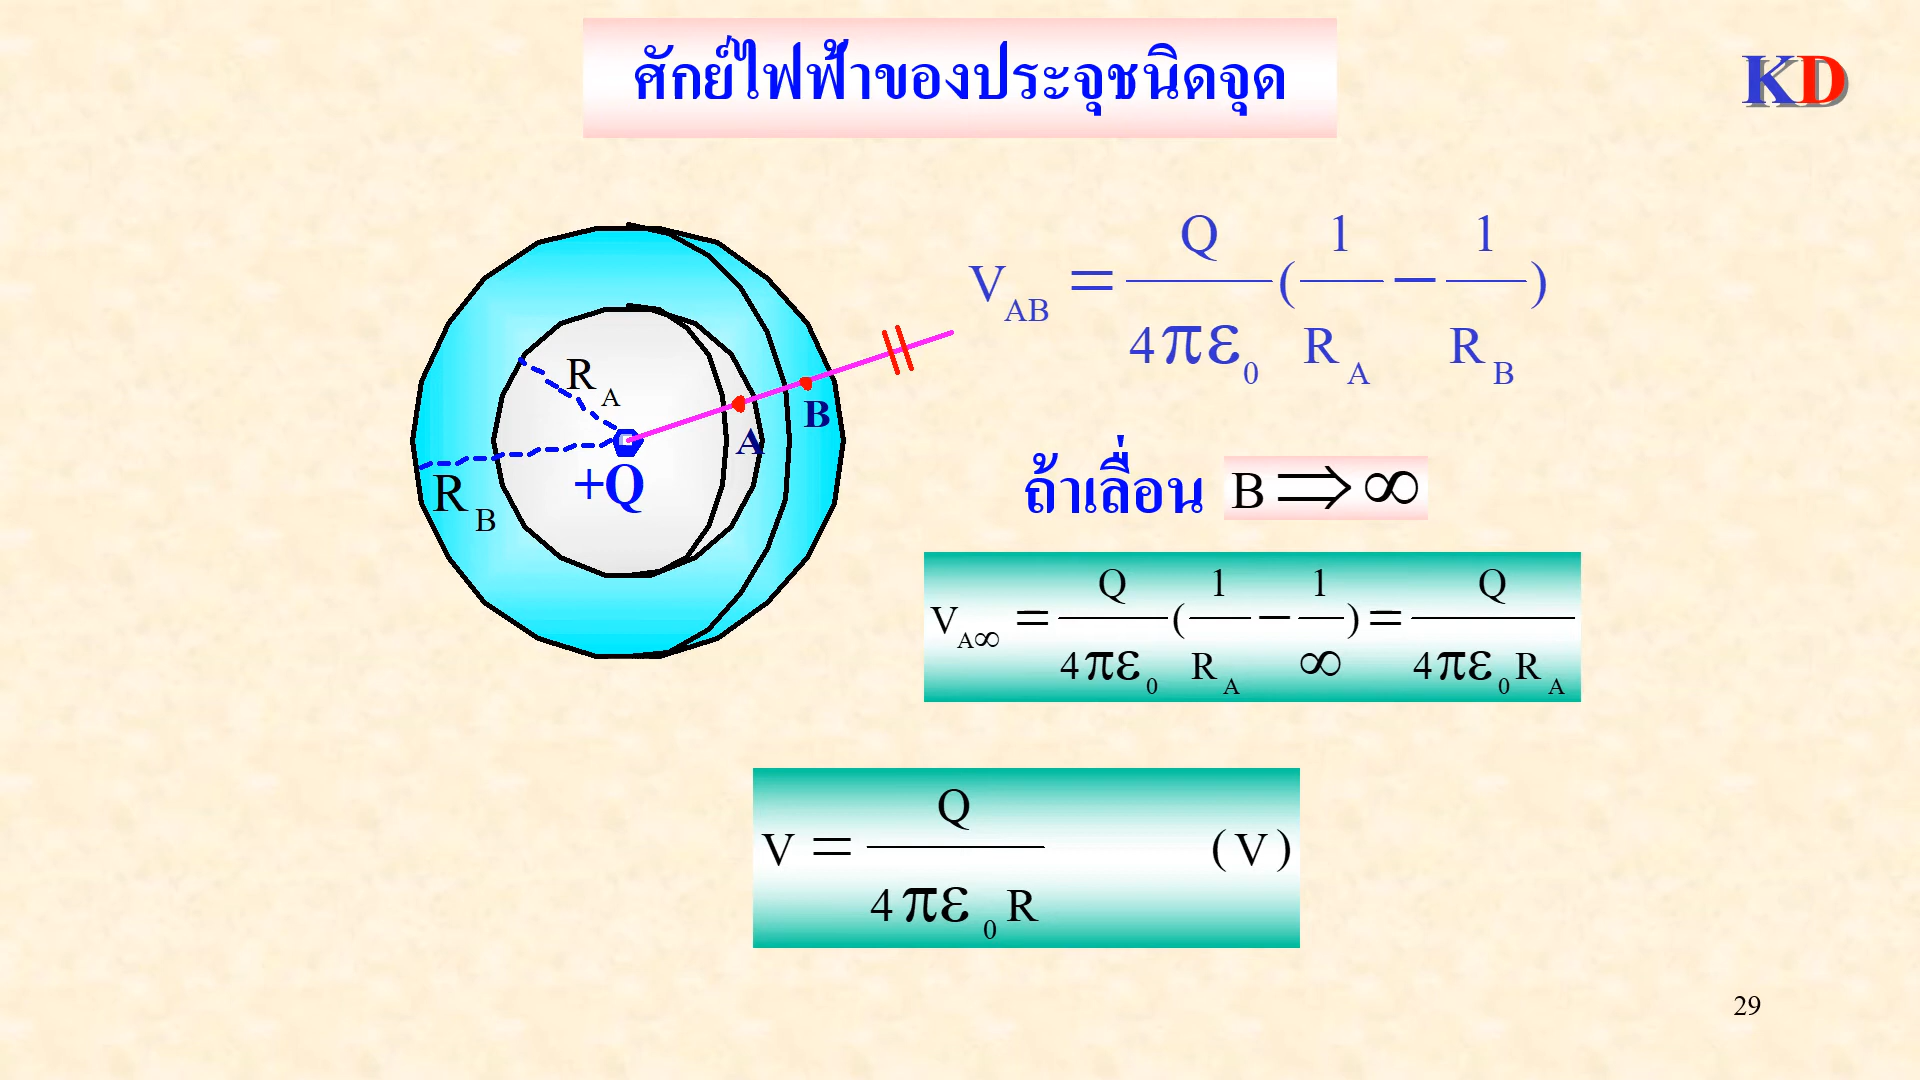 ศักย์ไฟฟ้าของประจุชนิดจุด
KD
V_AB = Q/(4πε_0) (1/R_A − 1/R_B)
R_A
B
A
+Q
R_B
ถ้าเลื่อน B ⇒ ∞
V_A∞ = Q/(4πε_0) (1/R_A − 1/∞) = Q/(4πε_0 R_A)
V = Q/(4πε_0 R) (V)
29